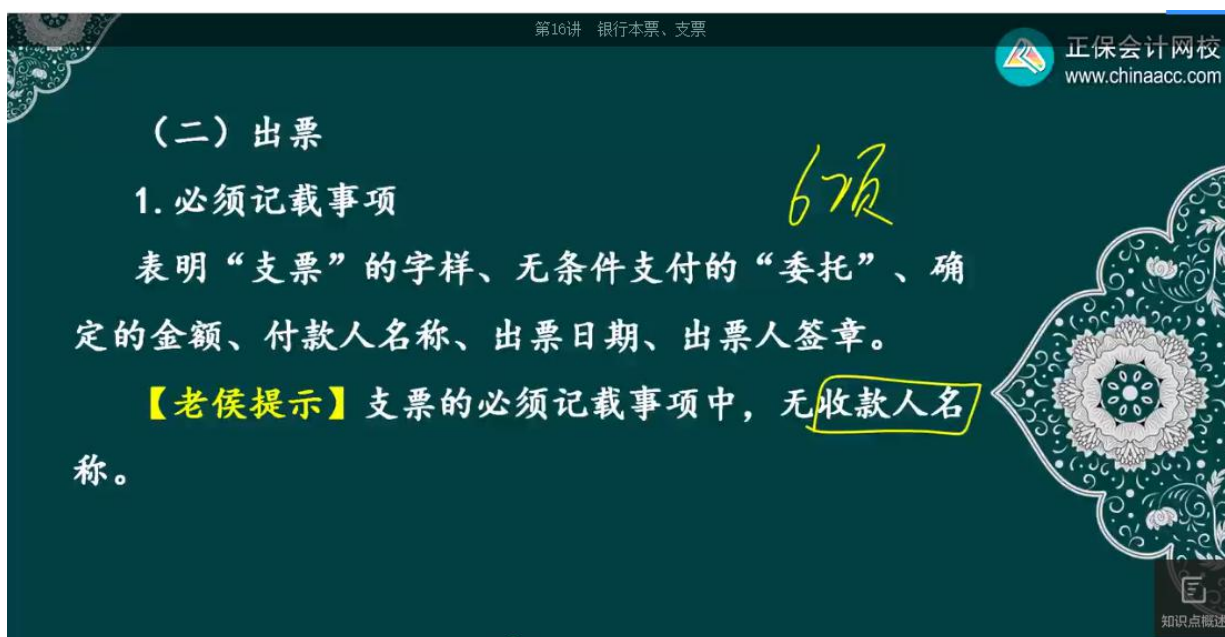 第16讲 银行本票、支票
正保会计网校
www.chinaacc.com
（二）出票
6项
1.必须记载事项
表明“支票”的字样、无条件支付的“委托”、确
定的金额、付款人名称、出票日期、出票人签章。
【老侯提示】支票的必须记载事项中，无收款人名
称。
知识点概述